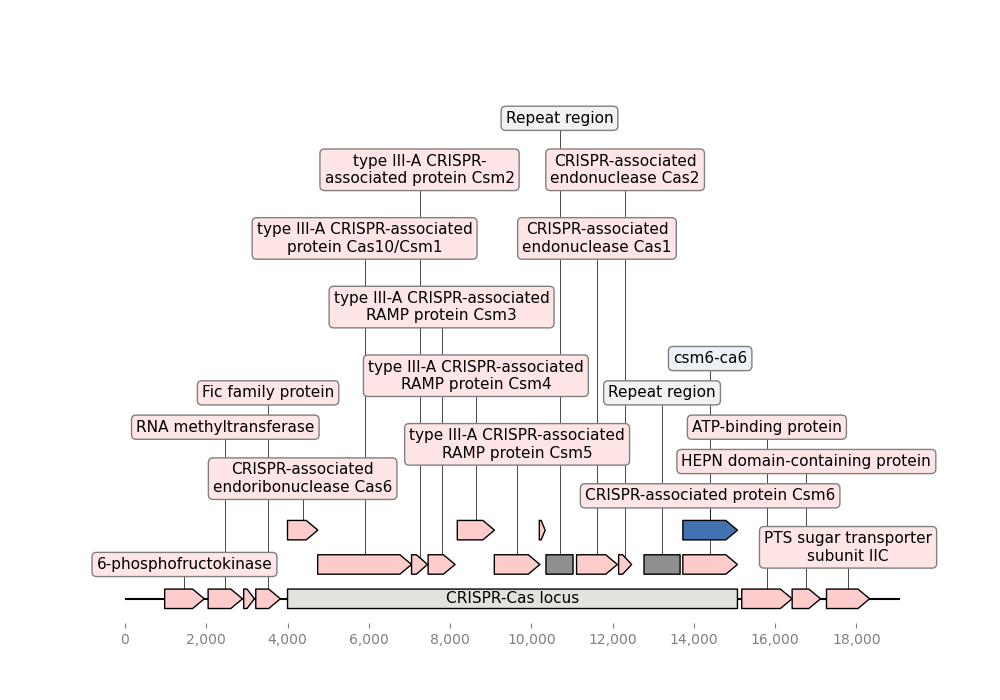 Repeat region
type III-A CRISPR-
associated protein Csm2
CRISPR-associated
endonuclease Cas2
type III-A CRISPR-associated
protein Cas10/Csm1
CRISPR-associated
endonuclease Cas1
type III-A CRISPR-associated
RAMP protein Csm3
csm6-ca6
type III-A CRISPR-associated
RAMP protein Csm4
Fic family protein
Repeat region
RNA methyltransferase
type III-A CRISPR-associated
RAMP protein Csm5
ATP-binding protein
HEPN domain-containing protein
CRISPR-associated
endoribonuclease Cas6
CRISPR-associated protein Csm6
PTS sugar transporter
subunit IIC
6-phosphofructokinase
CRISPR-Cas locus
0 2,000 4,000 6,000 8,000 10,000 12,000 14,000 16,000 18,000